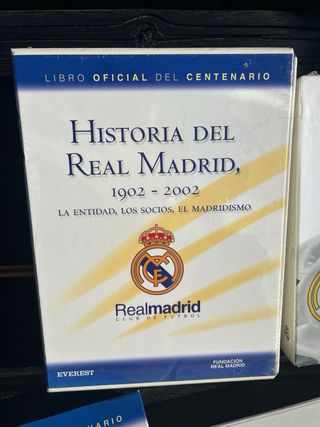 LIBRO OFICIAL DEL CENTENARIO
HISTORIA DEL
REAL MADRID,
1902 - 2002
LA ENTIDAD, LOS SOCIOS, EL MADRIDISMO
Realmadrid
CLUB DE FUTBOL
EVEREST
FUNDACIÓN
REAL MADRID
NARIO